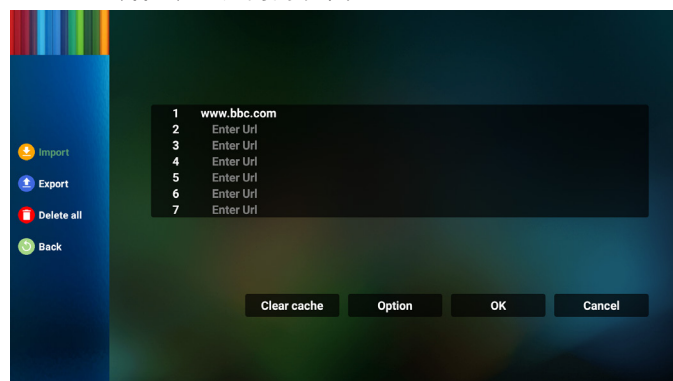 Import
Export
Delete all
Back
1 www.bbc.com
2 Enter Url
3 Enter Url
4 Enter Url
5 Enter Url
6 Enter Url
7 Enter Url
Clear cache Option OK Cancel